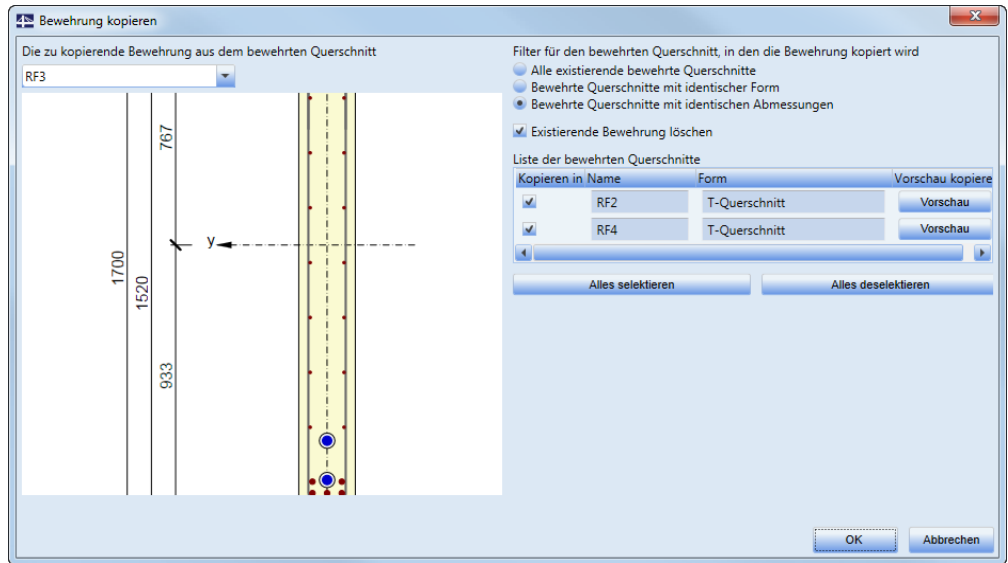 Bewehrung kopieren
Die zu kopierende Bewehrung aus dem bewehrten Querschnitt
RF3
767
y
1700
1520
933
Filter für den bewehrten Querschnitt, in den die Bewehrung kopiert wird
Alle existierende bewehrte Querschnitte
Bewehrte Querschnitte mit identischer Form
Bewehrte Querschnitte mit identischen Abmessungen
Existierende Bewehrung löschen
Liste der bewehrten Querschnitte
Kopieren in Name Form Vorschau kopiere
RF2 T-Querschnitt Vorschau
RF4 T-Querschnitt Vorschau
Alles selektieren Alles deselektieren
OK Abbrechen